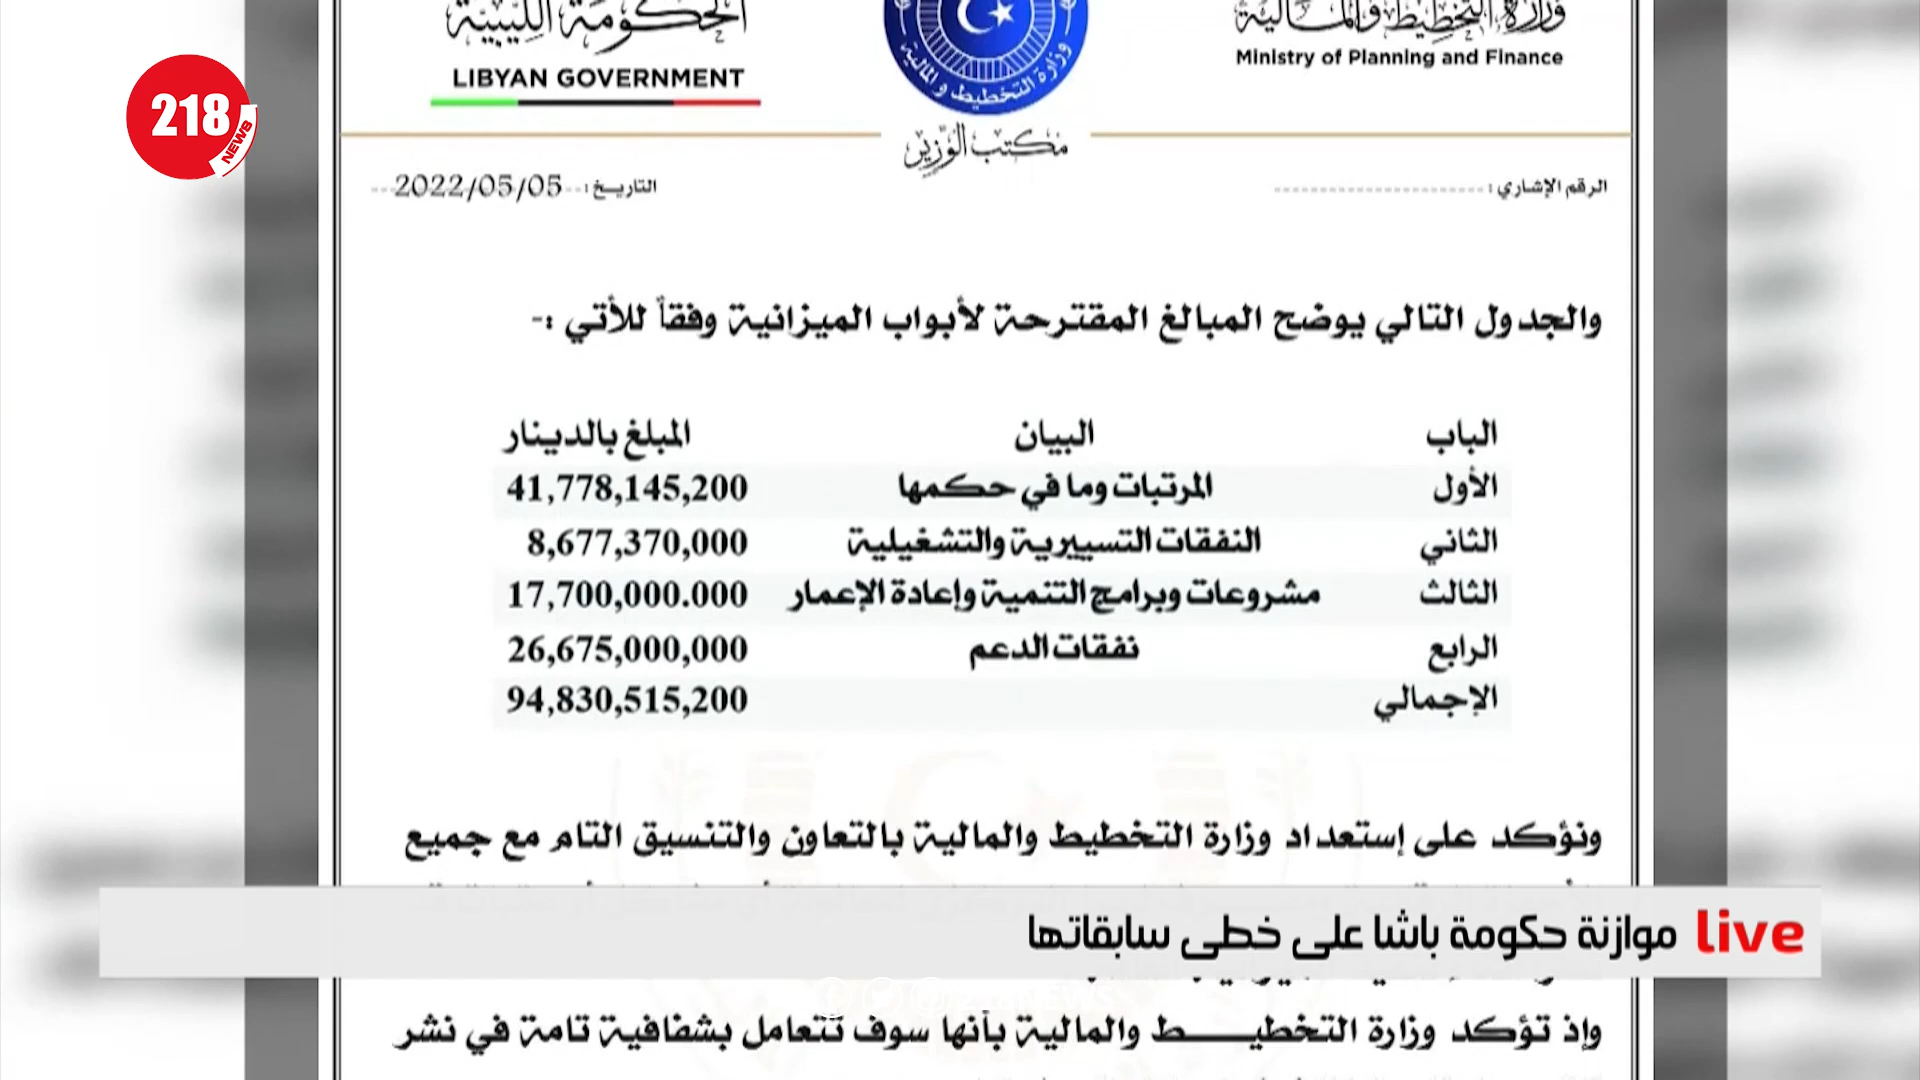 الحكومة الليبية
LIBYAN GOVERNMENT
وزارة التخطيط والمالية
وزارة التخطيط والمالية
Ministry of Planning and Finance
218
NEWS
مكتب الوزير
الرقم الإشاري :
التاريخ : 2022/05/05
والجدول التالي يوضح المبالغ المقترحة لأبواب الميزانية وفقاً للأتي :-
الباب البيان المبلغ بالدينار
الأول المرتبات وما في حكمها 41,778,145,200
الثاني النفقات التسييرية والتشغيلية 8,677,370,000
الثالث مشروعات وبرامج التنمية وإعادة الإعمار 17,700,000.000
الرابع نفقات الدعم 26,675,000,000
الإجمالي 94,830,515,200
ونؤكد على إستعداد وزارة التخطيط والمالية بالتعاون والتنسيق التام مع جميع
live موازنة حكومة باشا على خطى سابقاتها
وإذ تؤكد وزارة التخطيـــــط والمالية بأنها سوف تتعامل بشفافية تامة في نشر